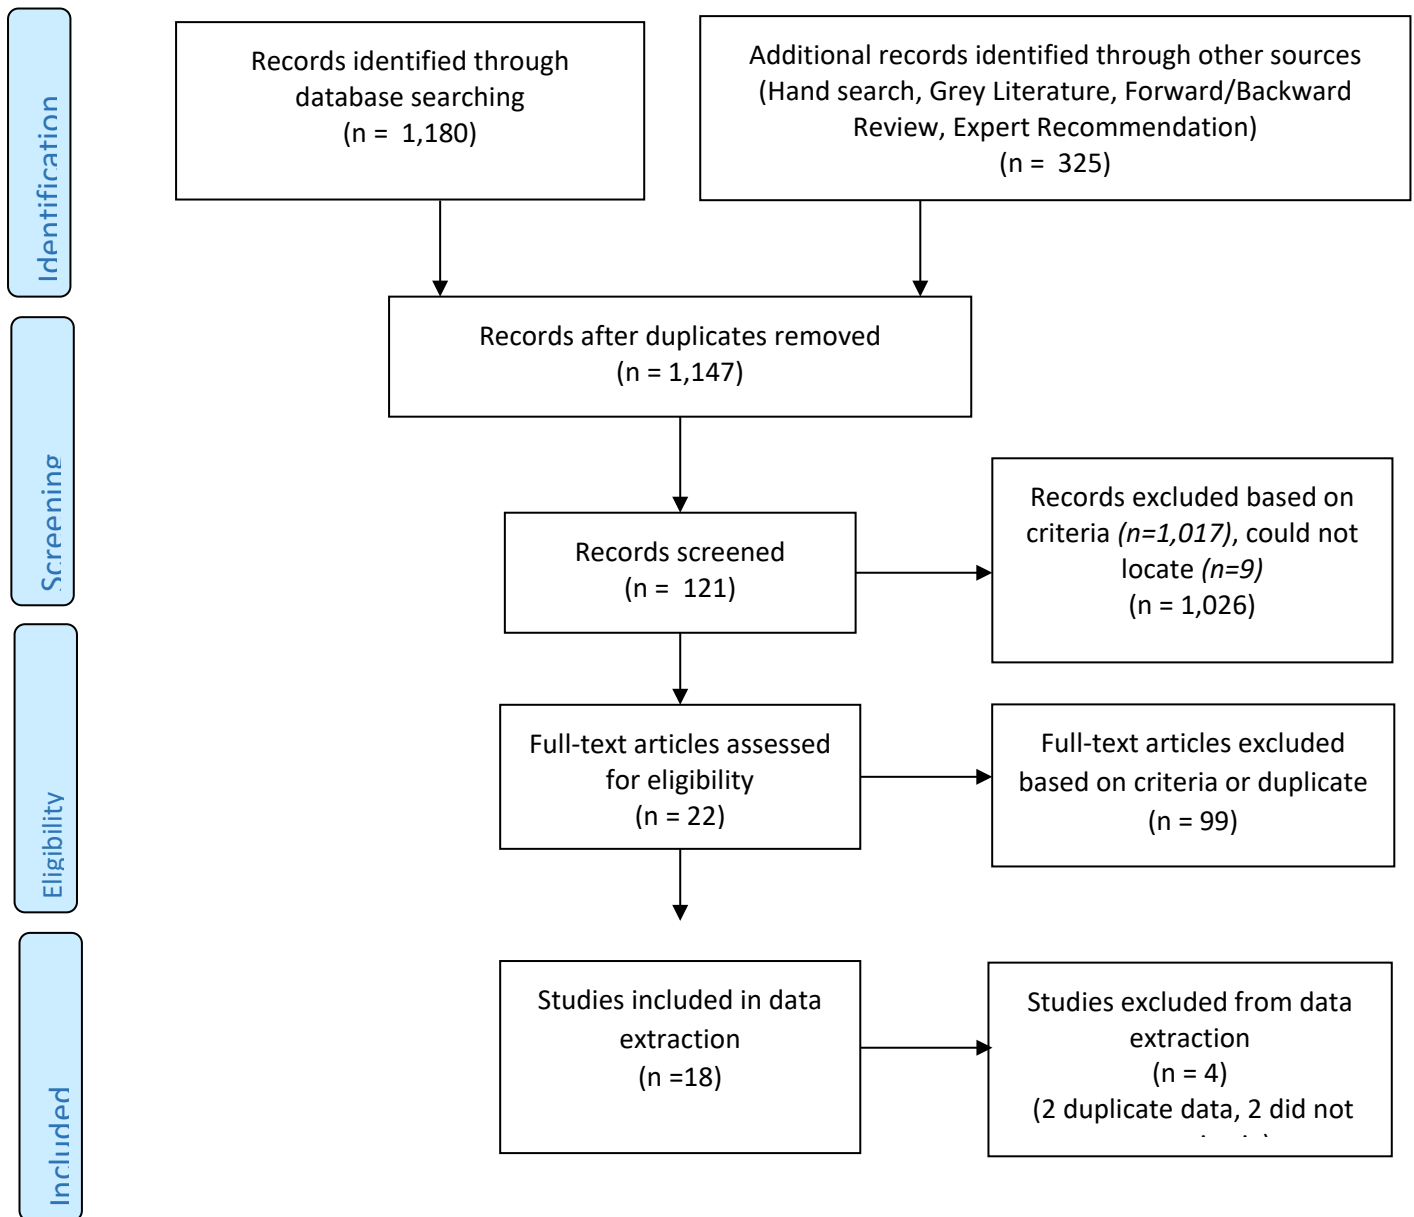 Identification
Records identified through
database searching
(n = 1,180)
Additional records identified through other sources
(Hand search, Grey Literature, Forward/Backward
Review, Expert Recommendation)
(n = 325)
Records after duplicates removed
(n = 1,147)
Screening
Records screened
(n = 121)
Records excluded based on
criteria (n=1,017), could not
locate (n=9)
(n = 1,026)
Eligibility
Full-text articles assessed
for eligibility
(n = 22)
Full-text articles excluded
based on criteria or duplicate
(n = 99)
Included
Studies included in data
extraction
(n =18)
Studies excluded from data
extraction
(n = 4)
(2 duplicate data, 2 did not